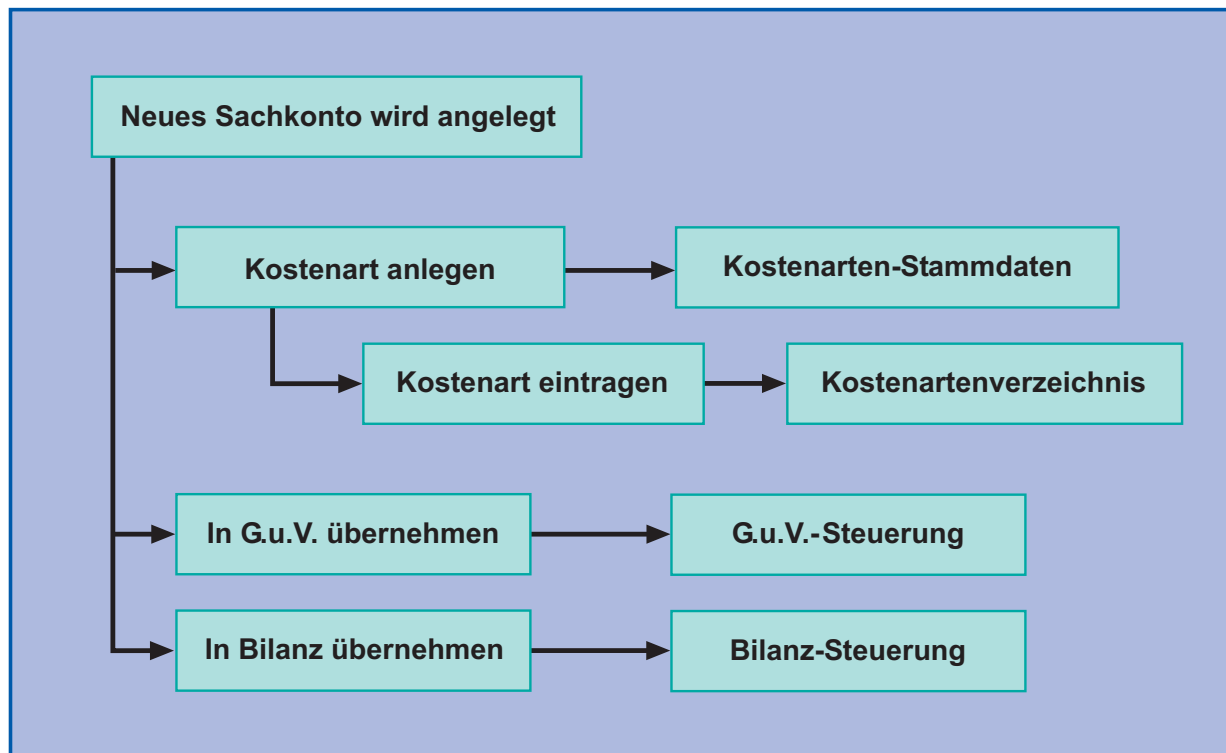 Neues Sachkonto wird angelegt
Kostenart anlegen
Kostenarten-Stammdaten
Kostenart eintragen
Kostenartenverzeichnis
In G.u.V. übernehmen
G.u.V.-Steuerung
In Bilanz übernehmen
Bilanz-Steuerung